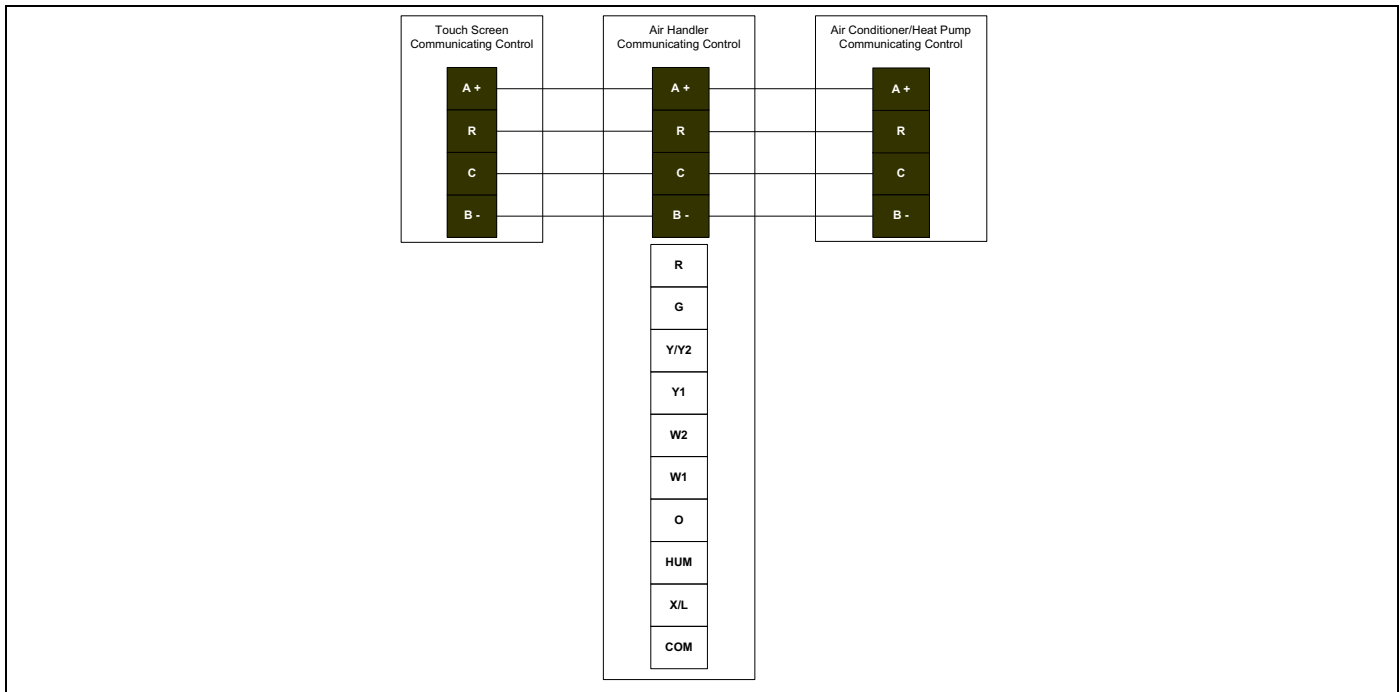 Touch Screen
Communicating Control
A +
R
C
B -
Air Handler
Communicating Control
A +
R
C
B -
R
G
Y/Y2
Y1
W2
W1
O
HUM
X/L
COM
Air Conditioner/Heat Pump
Communicating Control
A +
R
C
B -